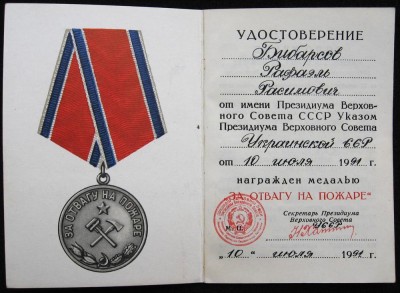 ЗА ОТВАГУ НА ПОЖАРЕ
УДОСТОВЕРЕНИЕ
Бибарсов
Рафаэль
Расимович
от имени Президиума Верхов-
ного Совета СССР Указом
Президиума Верховного Совета
Украинской ССР
от 10 июля 1991 г.
награжден медалью
„ЗА ОТВАГУ НА ПОЖАРЕ"
Секретарь Президиума
Верховного Совета
УССР
М. П.
"10" июля 1991 г.